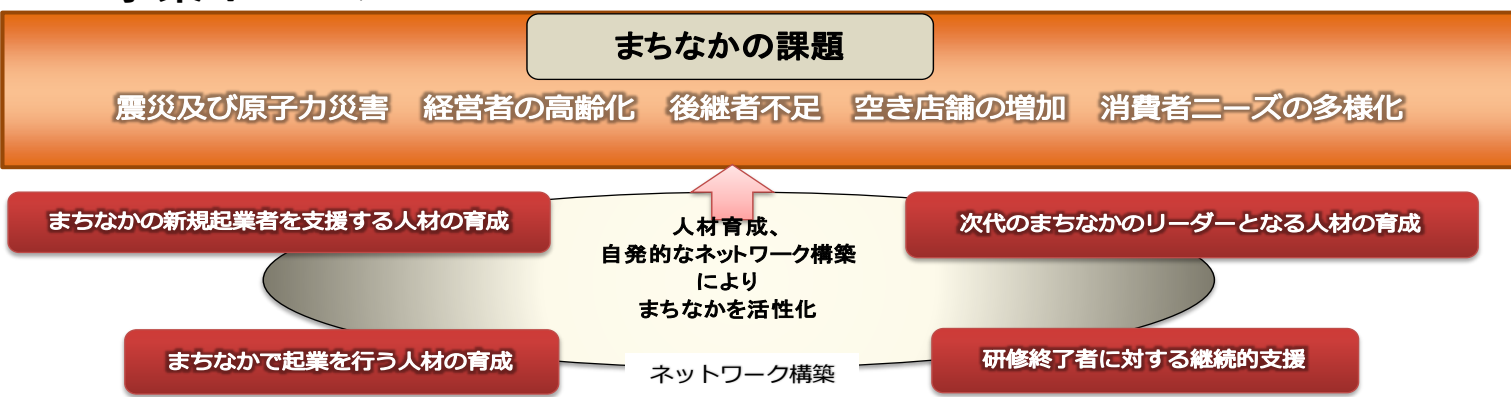 まちなかの課題
震災及び原子力災害　経営者の高齢化　後継者不足　空き店舗の増加　消費者ニーズの多様化
まちなかの新規起業者を支援する人材の育成
次代のまちなかのリーダーとなる人材の育成
人材育成、
自発的なネットワーク構築
により
まちなかを活性化
まちなかで起業を行う人材の育成
ネットワーク構築
研修終了者に対する継続的支援